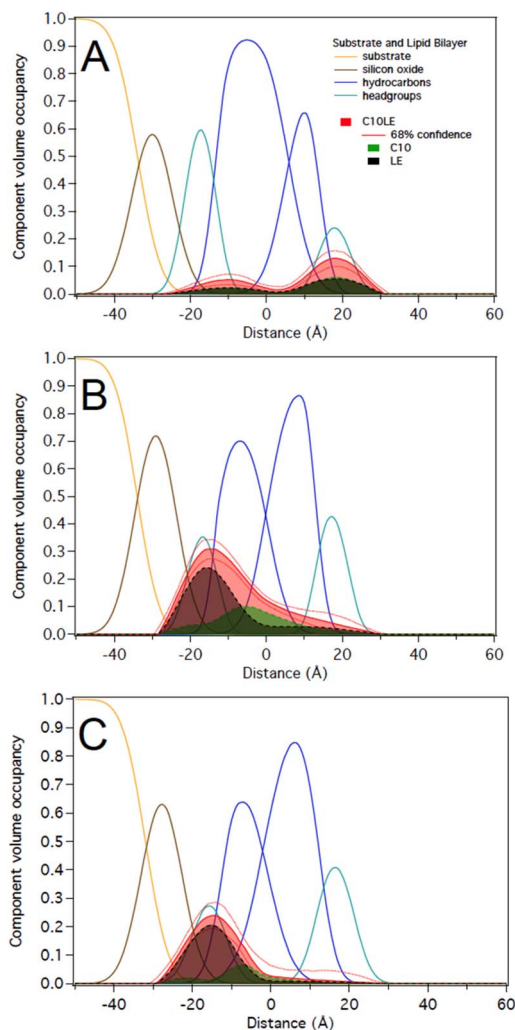 A
Component volume occupancy
1.0
0.9
0.8
0.7
0.6
0.5
0.4
0.3
0.2
0.1
0.0
Substrate and Lipid Bilayer
substrate
silicon oxide
hydrocarbons
headgroups
C10LE
68% confidence
C10
LE
-40 -20 0 20 40 60
Distance (Å)
B
Component volume occupancy
1.0
0.9
0.8
0.7
0.6
0.5
0.4
0.3
0.2
0.1
0.0
-40 -20 0 20 40 60
Distance (Å)
C
Component volume occupancy
1.0
0.9
0.8
0.7
0.6
0.5
0.4
0.3
0.2
0.1
0.0
-40 -20 0 20 40 60
Distance (Å)